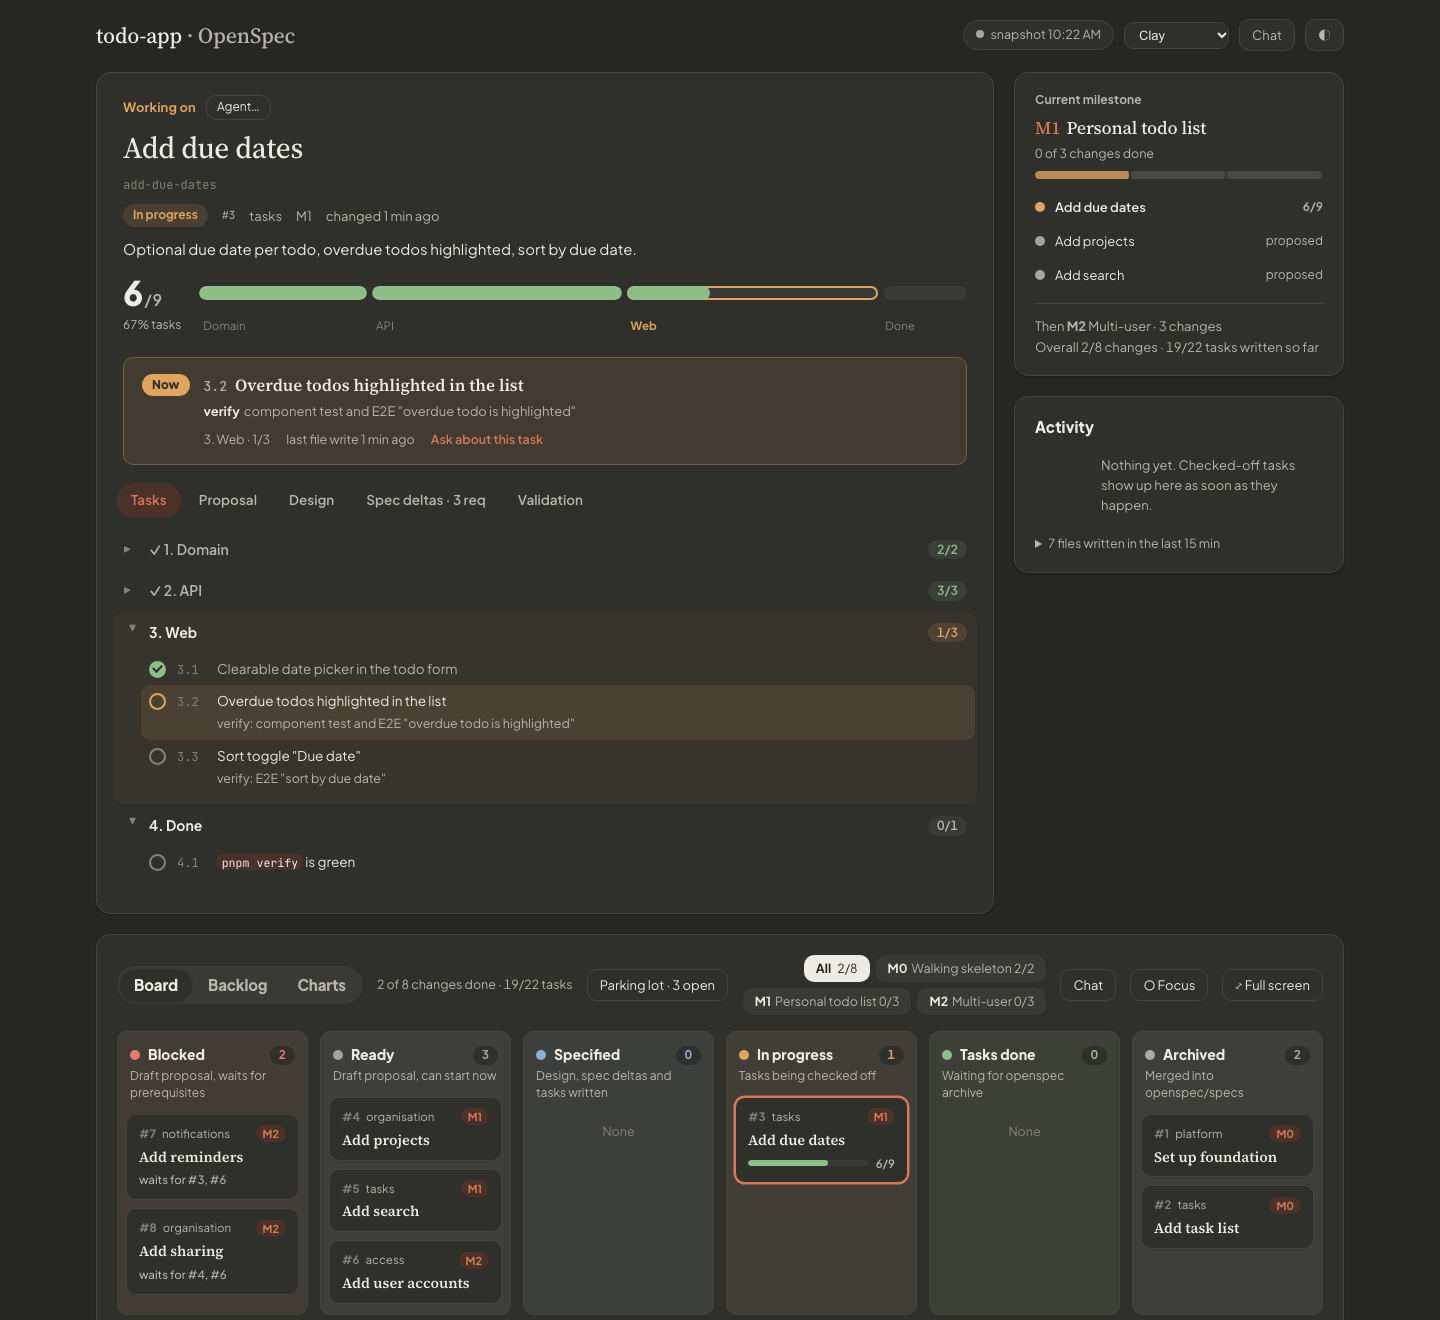 todo-app · OpenSpec
snapshot 10:22 AM
Clay
Chat
Working on
Agent...
Add due dates
add-due-dates
In progress #3 tasks M1 changed 1 min ago
Optional due date per todo, overdue todos highlighted, sort by due date.
6/9
67% tasks
Domain
API
Web
Done
Now
3.2 Overdue todos highlighted in the list
verify component test and E2E "overdue todo is highlighted"
3. Web · 1/3 last file write 1 min ago Ask about this task
Tasks
Proposal
Design
Spec deltas · 3 req
Validation
✓ 1. Domain 2/2
✓ 2. API 3/3
3. Web 1/3
3.1 Clearable date picker in the todo form
3.2 Overdue todos highlighted in the list
verify: component test and E2E "overdue todo is highlighted"
3.3 Sort toggle "Due date"
verify: E2E "sort by due date"
4. Done 0/1
4.1 pnpm verify is green
Current milestone
M1 Personal todo list
0 of 3 changes done
Add due dates 6/9
Add projects proposed
Add search proposed
Then M2 Multi-user · 3 changes
Overall 2/8 changes · 19/22 tasks written so far
Activity
Nothing yet. Checked-off tasks
show up here as soon as they
happen.
7 files written in the last 15 min
Board
Backlog
Charts
2 of 8 changes done · 19/22 tasks
Parking lot · 3 open
All 2/8
M0 Walking skeleton 2/2
M1 Personal todo list 0/3
M2 Multi-user 0/3
Chat
Focus
Full screen
Blocked 2
Draft proposal, waits for
prerequisites
#7 notifications M2
Add reminders
waits for #3, #6
#8 organisation M2
Add sharing
waits for #4, #6
Ready 3
Draft proposal, can start now
#4 organisation M1
Add projects
#5 tasks M1
Add search
#6 access M2
Add user accounts
Specified 0
Design, spec deltas and
tasks written
None
In progress 1
Tasks being checked off
#3 tasks M1
Add due dates
6/9
Tasks done 0
Waiting for openspec
archive
None
Archived 2
Merged into
openspec/specs
#1 platform M0
Set up foundation
#2 tasks M0
Add task list